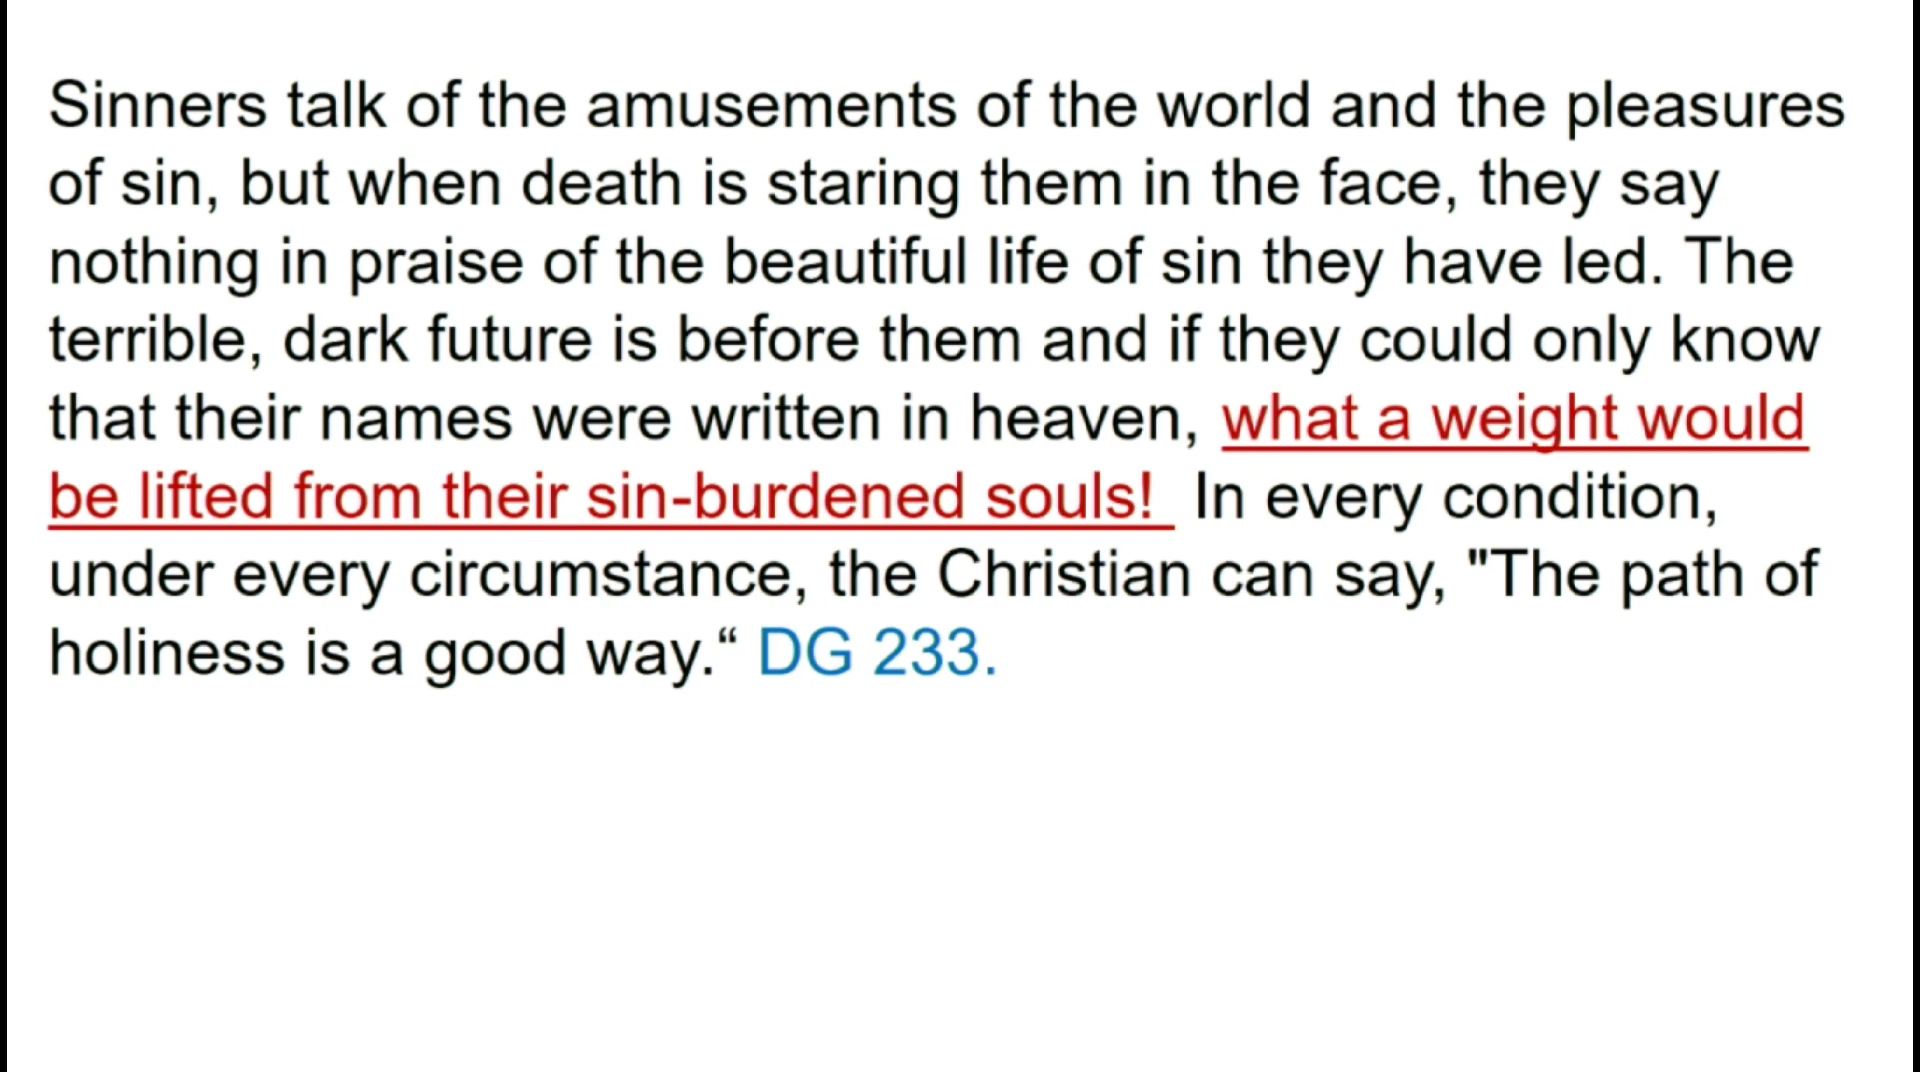 Sinners talk of the amusements of the world and the pleasures
of sin, but when death is staring them in the face, they say
nothing in praise of the beautiful life of sin they have led. The
terrible, dark future is before them and if they could only know
that their names were written in heaven, what a weight would
be lifted from their sin-burdened souls!  In every condition,
under every circumstance, the Christian can say, "The path of
holiness is a good way.“ DG 233.